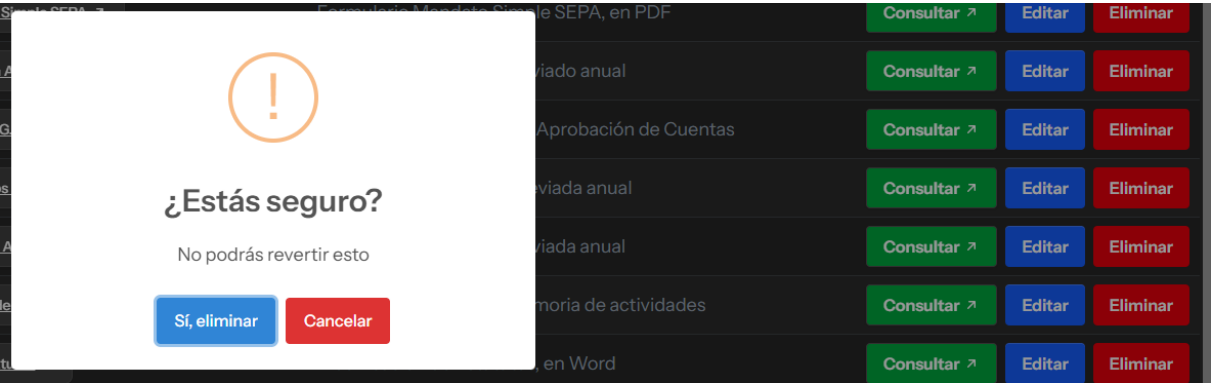 Simple SEPA ↗ Formulario Mandato Simple SEPA, en PDF Consultar ↗ Editar Eliminar
viado anual Consultar ↗ Editar Eliminar
Aprobación de Cuentas Consultar ↗ Editar Eliminar
eviada anual Consultar ↗ Editar Eliminar
viada anual Consultar ↗ Editar Eliminar
moria de actividades Consultar ↗ Editar Eliminar
, en Word Consultar ↗ Editar Eliminar
¿Estás seguro?
No podrás revertir esto
Sí, eliminar Cancelar